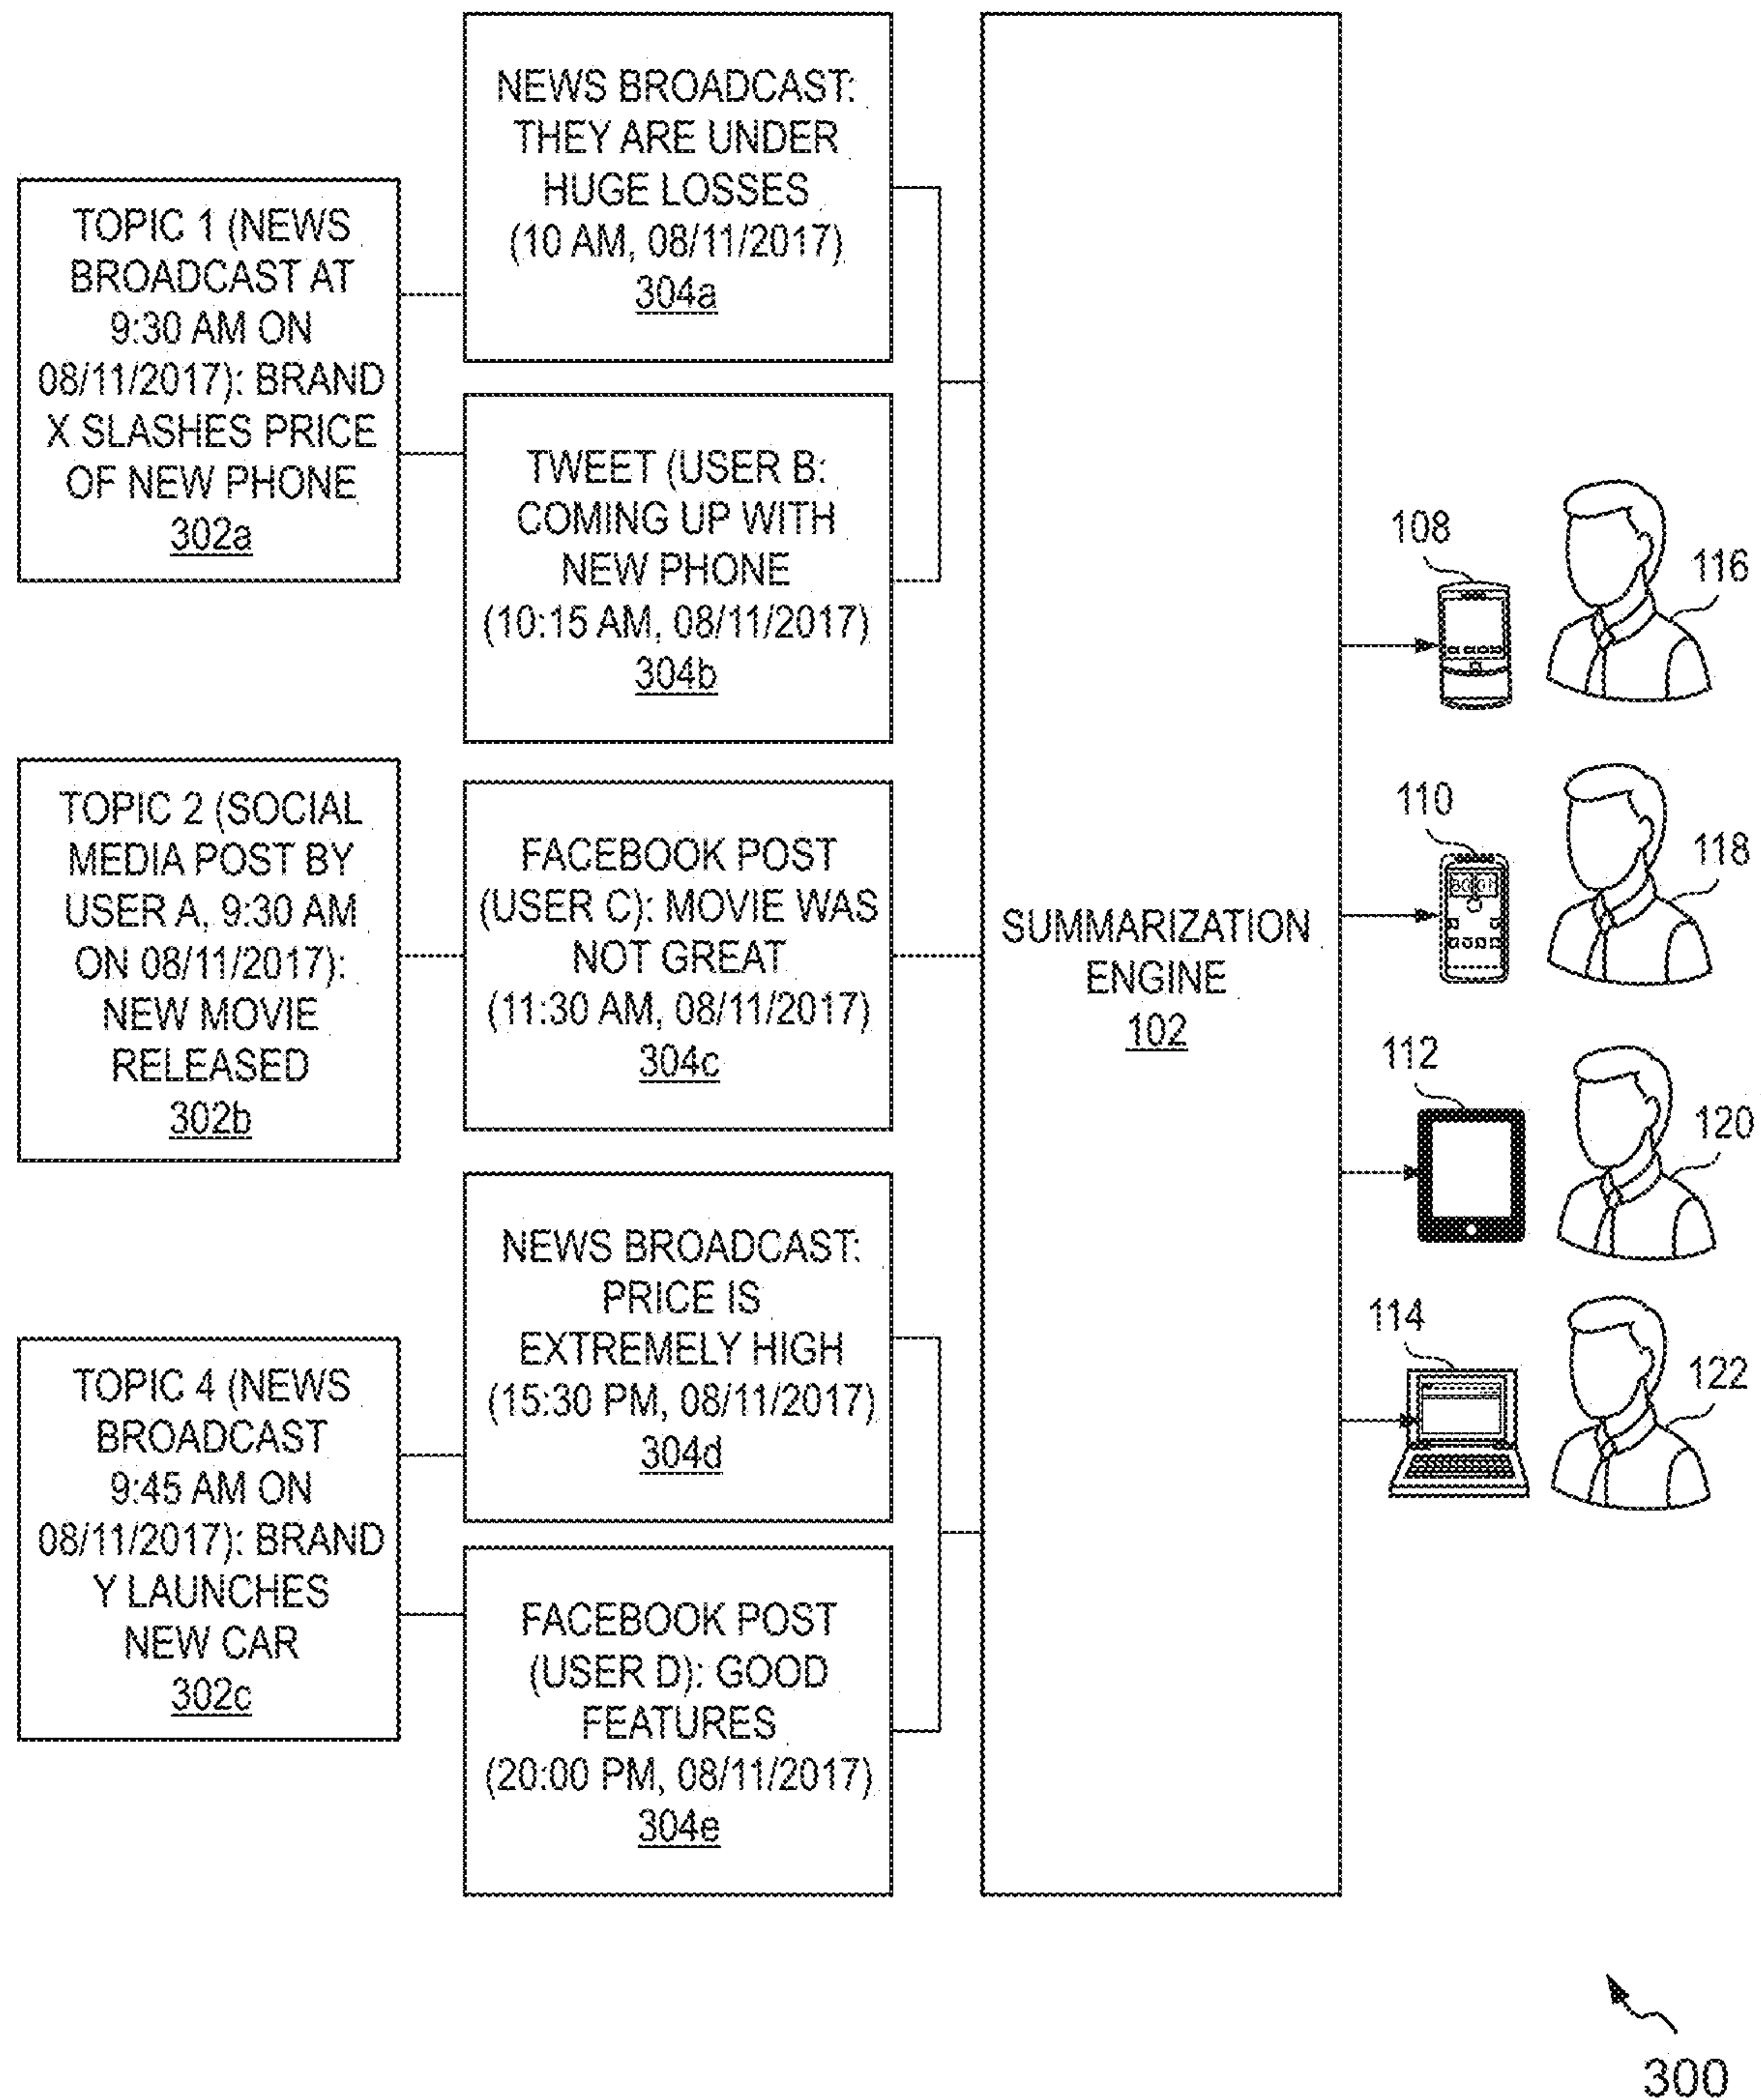 TOPIC 1 (NEWS
BROADCAST AT
9:30 AM ON
08/11/2017): BRAND
X SLASHES PRICE
OF NEW PHONE
302a
TOPIC 2 (SOCIAL
MEDIA POST BY
USER A, 9:30 AM
ON 08/11/2017):
NEW MOVIE
RELEASED
302b
TOPIC 4 (NEWS
BROADCAST
9:45 AM ON
08/11/2017): BRAND
Y LAUNCHES
NEW CAR
302c
NEWS BROADCAST:
THEY ARE UNDER
HUGE LOSSES
(10 AM, 08/11/2017)
304a
TWEET (USER B:
COMING UP WITH
NEW PHONE
(10:15 AM, 08/11/2017)
304b
FACEBOOK POST
(USER C): MOVIE WAS
NOT GREAT
(11:30 AM, 08/11/2017)
304c
NEWS BROADCAST:
PRICE IS
EXTREMELY HIGH
(15:30 PM, 08/11/2017)
304d
FACEBOOK POST
(USER D): GOOD
FEATURES
(20:00 PM, 08/11/2017)
304e
SUMMARIZATION
ENGINE
102
108
116
110
118
112
120
114
122
300